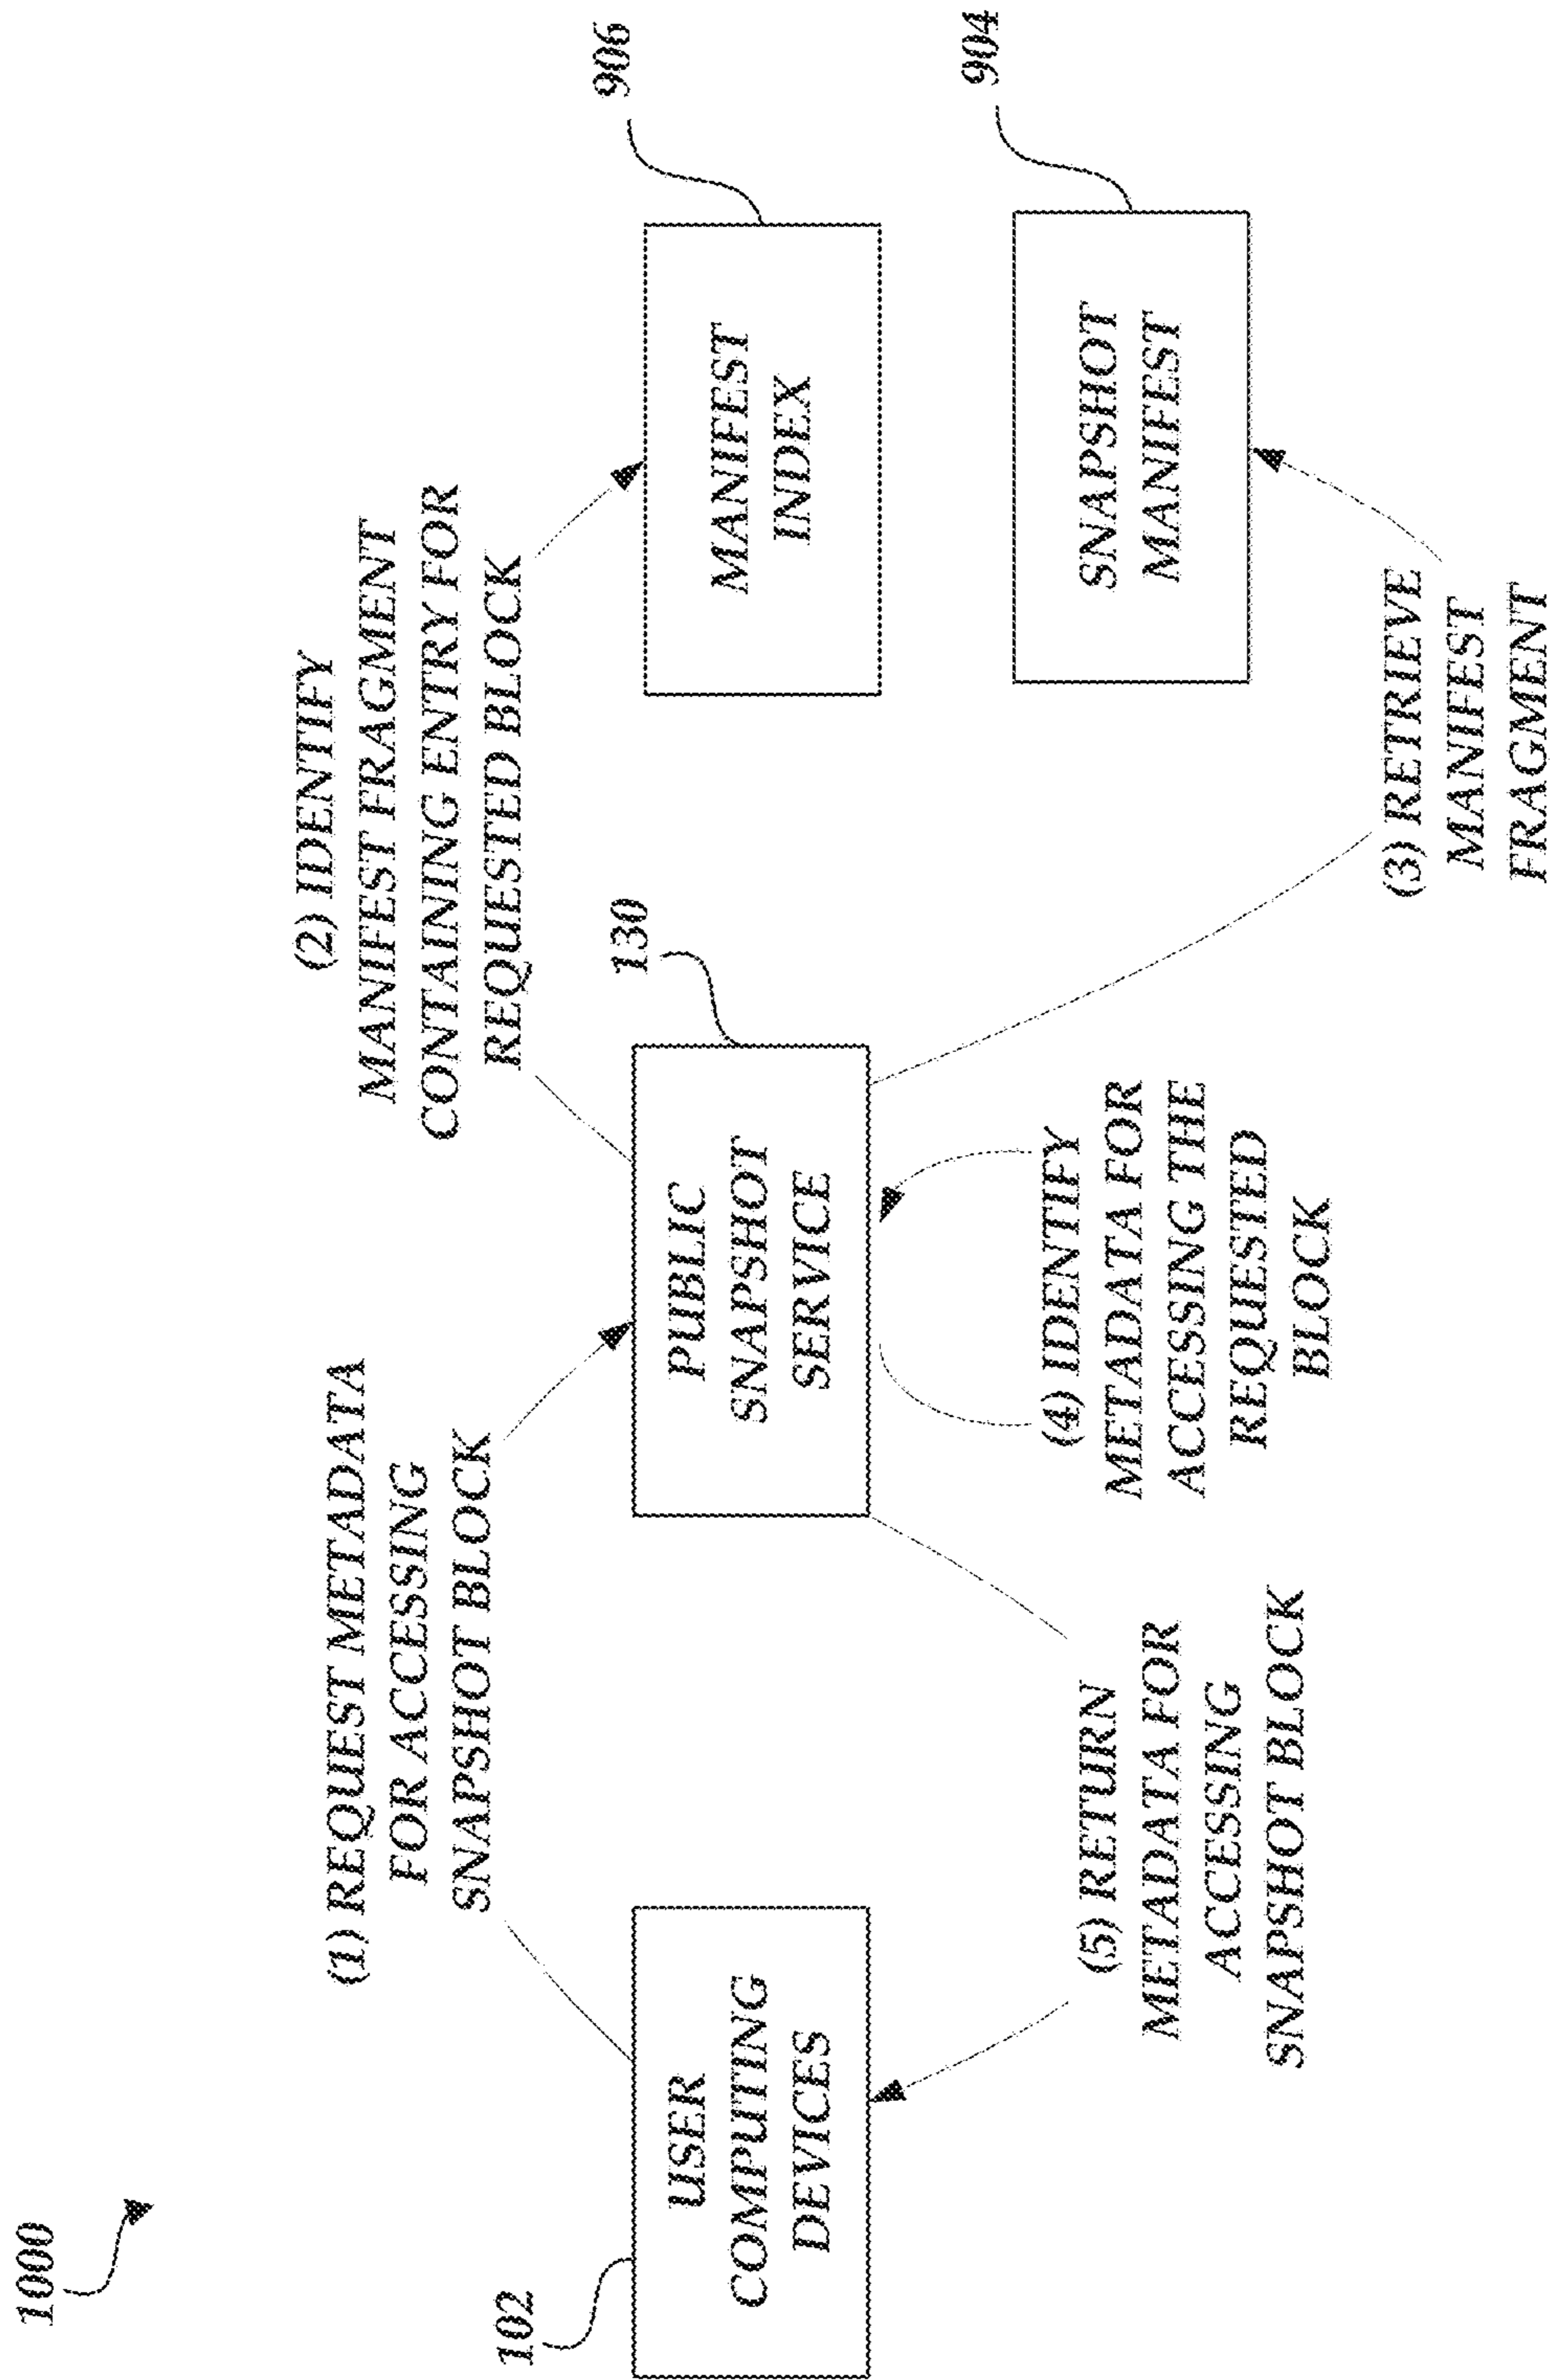 1000
(1) REQUEST METADATA
FOR ACCESSING
SNAPSHOT BLOCK
(2) IDENTIFY
MANIFEST FRAGMENT
CONTAINING ENTRY FOR
REQUESTED BLOCK
102
USER
COMPUTING
DEVICES
130
PUBLIC
SNAPSHOT
SERVICE
906
MANIFEST
INDEX
904
SNAPSHOT
MANIFEST
(5) RETURN
METADATA FOR
ACCESSING
SNAPSHOT BLOCK
(4) IDENTIFY
METADATA FOR
ACCESSING THE
REQUESTED
BLOCK
(3) RETRIEVE
MANIFEST
FRAGMENT